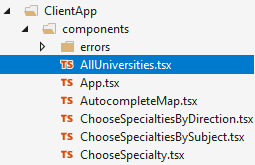 ClientApp
components
errors
TS AllUniversities.tsx
TS App.tsx
TS AutocompleteMap.tsx
TS ChooseSpecialtiesByDirection.tsx
TS ChooseSpecialtiesBySubject.tsx
TS ChooseSpecialty.tsx